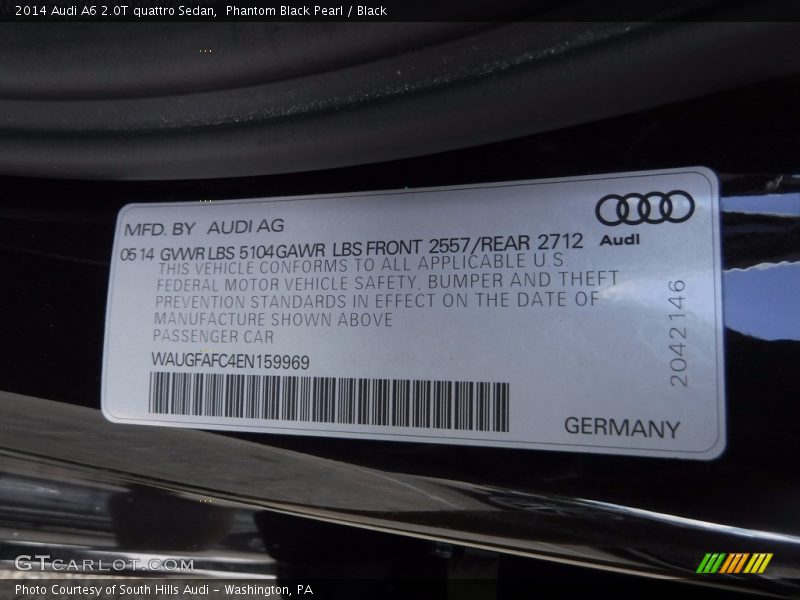 2014 Audi A6 2.0T quattro Sedan,  Phantom Black Pearl / Black
MFD. BY AUDI AG
Audi
05 14 GVWR LBS 5104 GAWR LBS FRONT 2557/REAR 2712
THIS VEHICLE CONFORMS TO ALL APPLICABLE U.S.
FEDERAL MOTOR VEHICLE SAFETY, BUMPER AND THEFT
PREVENTION STANDARDS IN EFFECT ON THE DATE OF
MANUFACTURE SHOWN ABOVE
PASSENGER CAR
WAUGFAFC4EN159969
2042146
GERMANY
GTCARLOT.COM
Photo Courtesy of South Hills Audi - Washington, PA